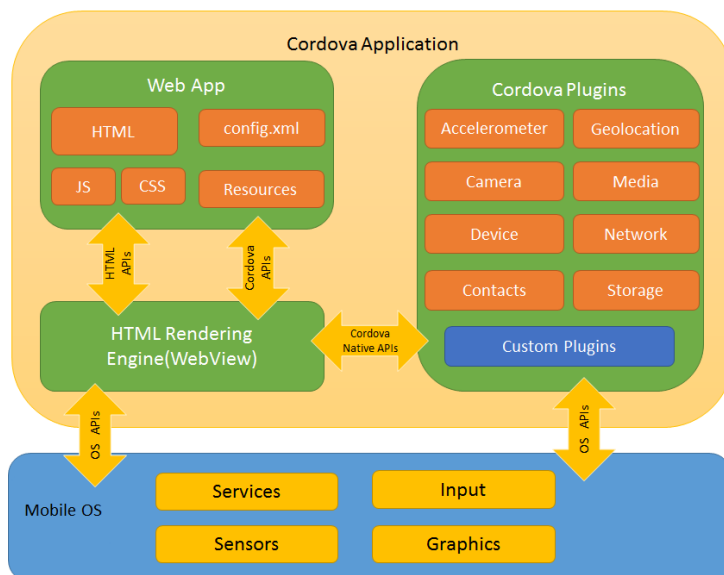 Cordova Application
Web App
HTML
config.xml
JS
CSS
Resources
HTML
APIs
Cordova
APIs
HTML Rendering
Engine(WebView)
Cordova
Native APIs
Cordova Plugins
Accelerometer
Geolocation
Camera
Media
Device
Network
Contacts
Storage
Custom Plugins
OS APIs
OS APIs
Mobile OS
Services
Input
Sensors
Graphics